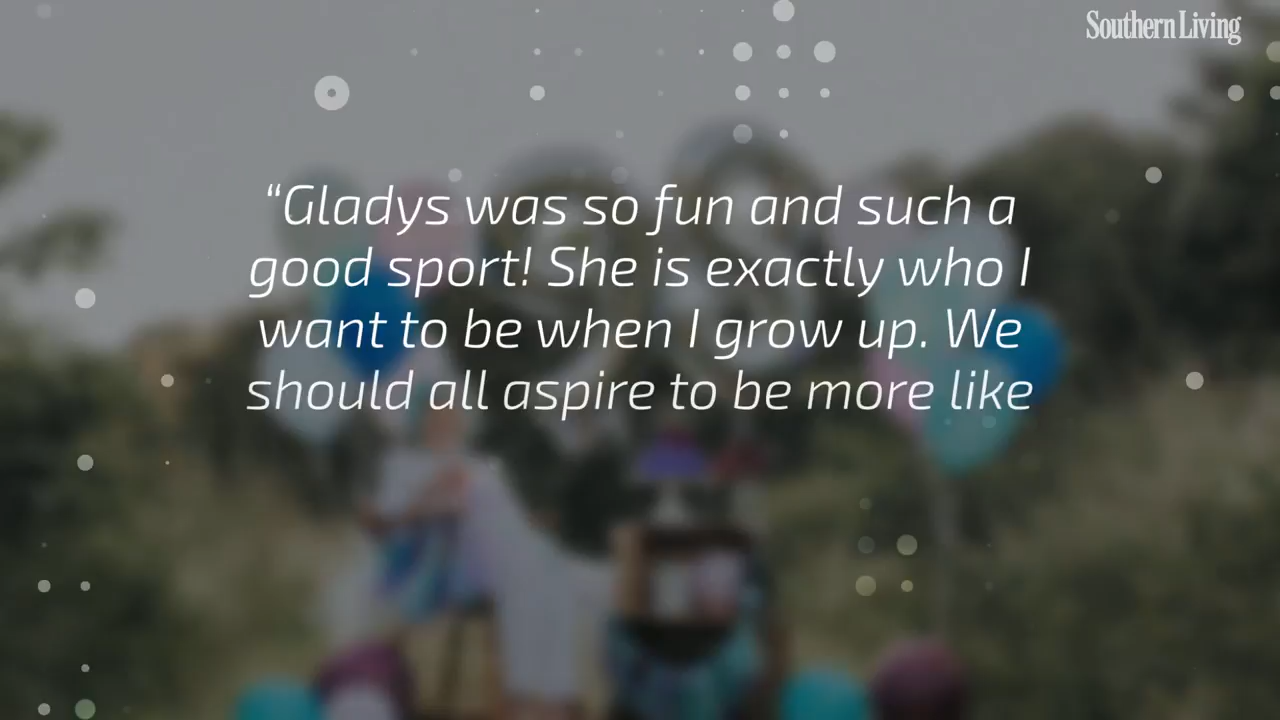 Southern Living
“Gladys was so fun and such a
good sport! She is exactly who I
want to be when I grow up. We
should all aspire to be more like